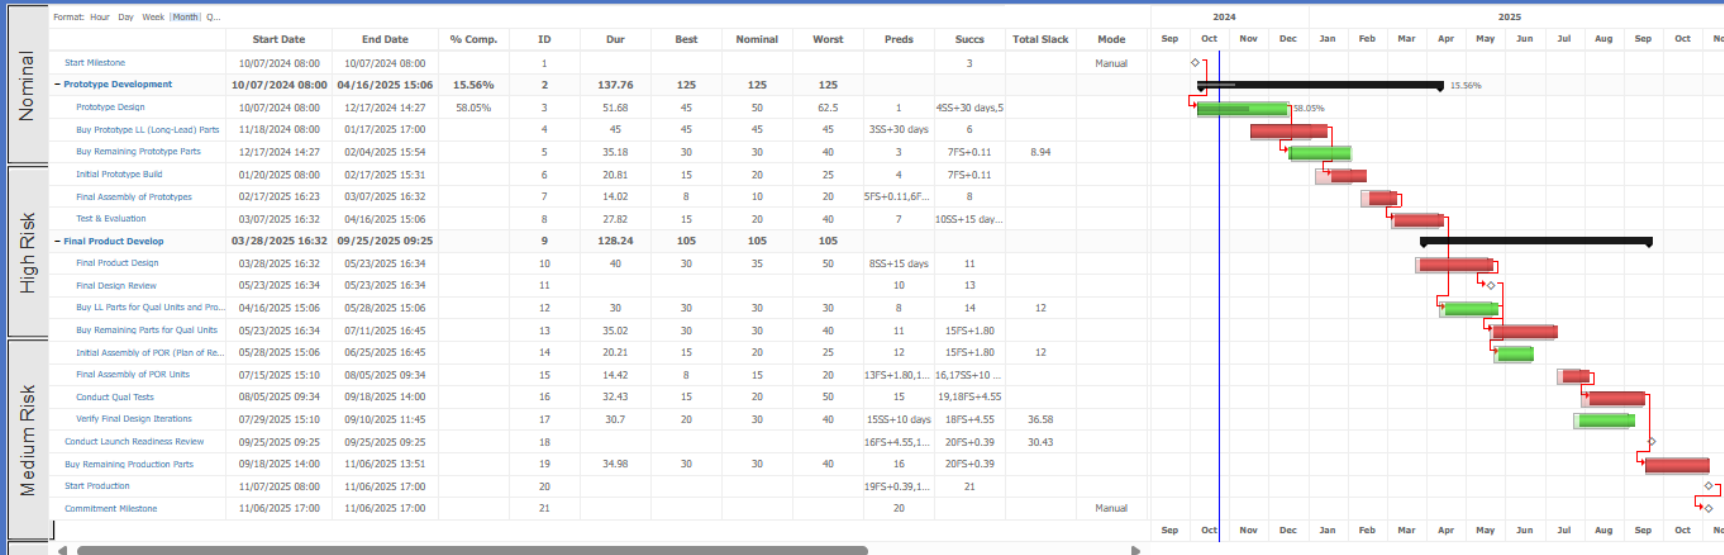 Format: Hour Day Week Month Q... 2024 2025
Start Date End Date % Comp. ID Dur Best Nominal Worst Preds Succs Total Slack Mode Sep Oct Nov Dec Jan Feb Mar Apr May Jun Jul Aug Sep Oct No
Start Milestone 10/07/2024 08:00 10/07/2024 08:00 1 3 Manual
− Prototype Development 10/07/2024 08:00 04/16/2025 15:06 15.56% 2 137.76 125 125 125 15.56%
Prototype Design 10/07/2024 08:00 12/17/2024 14:27 58.05% 3 51.68 45 50 62.5 1 4SS+30 days,5 58.05%
Buy Prototype LL (Long-Lead) Parts 11/18/2024 08:00 01/17/2025 17:00 4 45 45 45 45 3SS+30 days 6
Buy Remaining Prototype Parts 12/17/2024 14:27 02/04/2025 15:54 5 35.18 30 30 40 3 7FS+0.11 8.94
Initial Prototype Build 01/20/2025 08:00 02/17/2025 15:31 6 20.81 15 20 25 4 7FS+0.11
Final Assembly of Prototypes 02/17/2025 16:23 03/07/2025 16:32 7 14.02 8 10 20 5FS+0.11,6F... 8
Test & Evaluation 03/07/2025 16:32 04/16/2025 15:06 8 27.82 15 20 40 7 10SS+15 day...
− Final Product Develop 03/28/2025 16:32 09/25/2025 09:25 9 128.24 105 105 105
Final Product Design 03/28/2025 16:32 05/23/2025 16:34 10 40 30 35 50 8SS+15 days 11
Final Design Review 05/23/2025 16:34 05/23/2025 16:34 11 10 13
Buy LL Parts for Qual Units and Pro... 04/16/2025 15:06 05/28/2025 15:06 12 30 30 30 30 8 14 12
Buy Remaining Parts for Qual Units 05/23/2025 16:34 07/11/2025 16:45 13 35.02 30 30 40 11 15FS+1.80
Initial Assembly of POR (Plan of Re... 05/28/2025 15:06 06/25/2025 16:45 14 20.21 15 20 25 12 15FS+1.80 12
Final Assembly of POR Units 07/15/2025 15:10 08/05/2025 09:34 15 14.42 8 15 20 13FS+1.80,1... 16,17SS+10 ...
Conduct Qual Tests 08/05/2025 09:34 09/18/2025 14:00 16 32.43 15 20 50 15 19,18FS+4.55
Verify Final Design Iterations 07/29/2025 15:10 09/10/2025 11:45 17 30.7 20 30 40 15SS+10 days 18FS+4.55 36.58
Conduct Launch Readiness Review 09/25/2025 09:25 09/25/2025 09:25 18 16FS+4.55,1... 20FS+0.39 30.43
Buy Remaining Production Parts 09/18/2025 14:00 11/06/2025 13:51 19 34.98 30 30 40 16 20FS+0.39
Start Production 11/07/2025 08:00 11/06/2025 17:00 20 19FS+0.39,1... 21
Commitment Milestone 11/06/2025 17:00 11/06/2025 17:00 21 20 Manual
Sep Oct Nov Dec Jan Feb Mar Apr May Jun Jul Aug Sep Oct No
Nominal
High Risk
Medium Risk